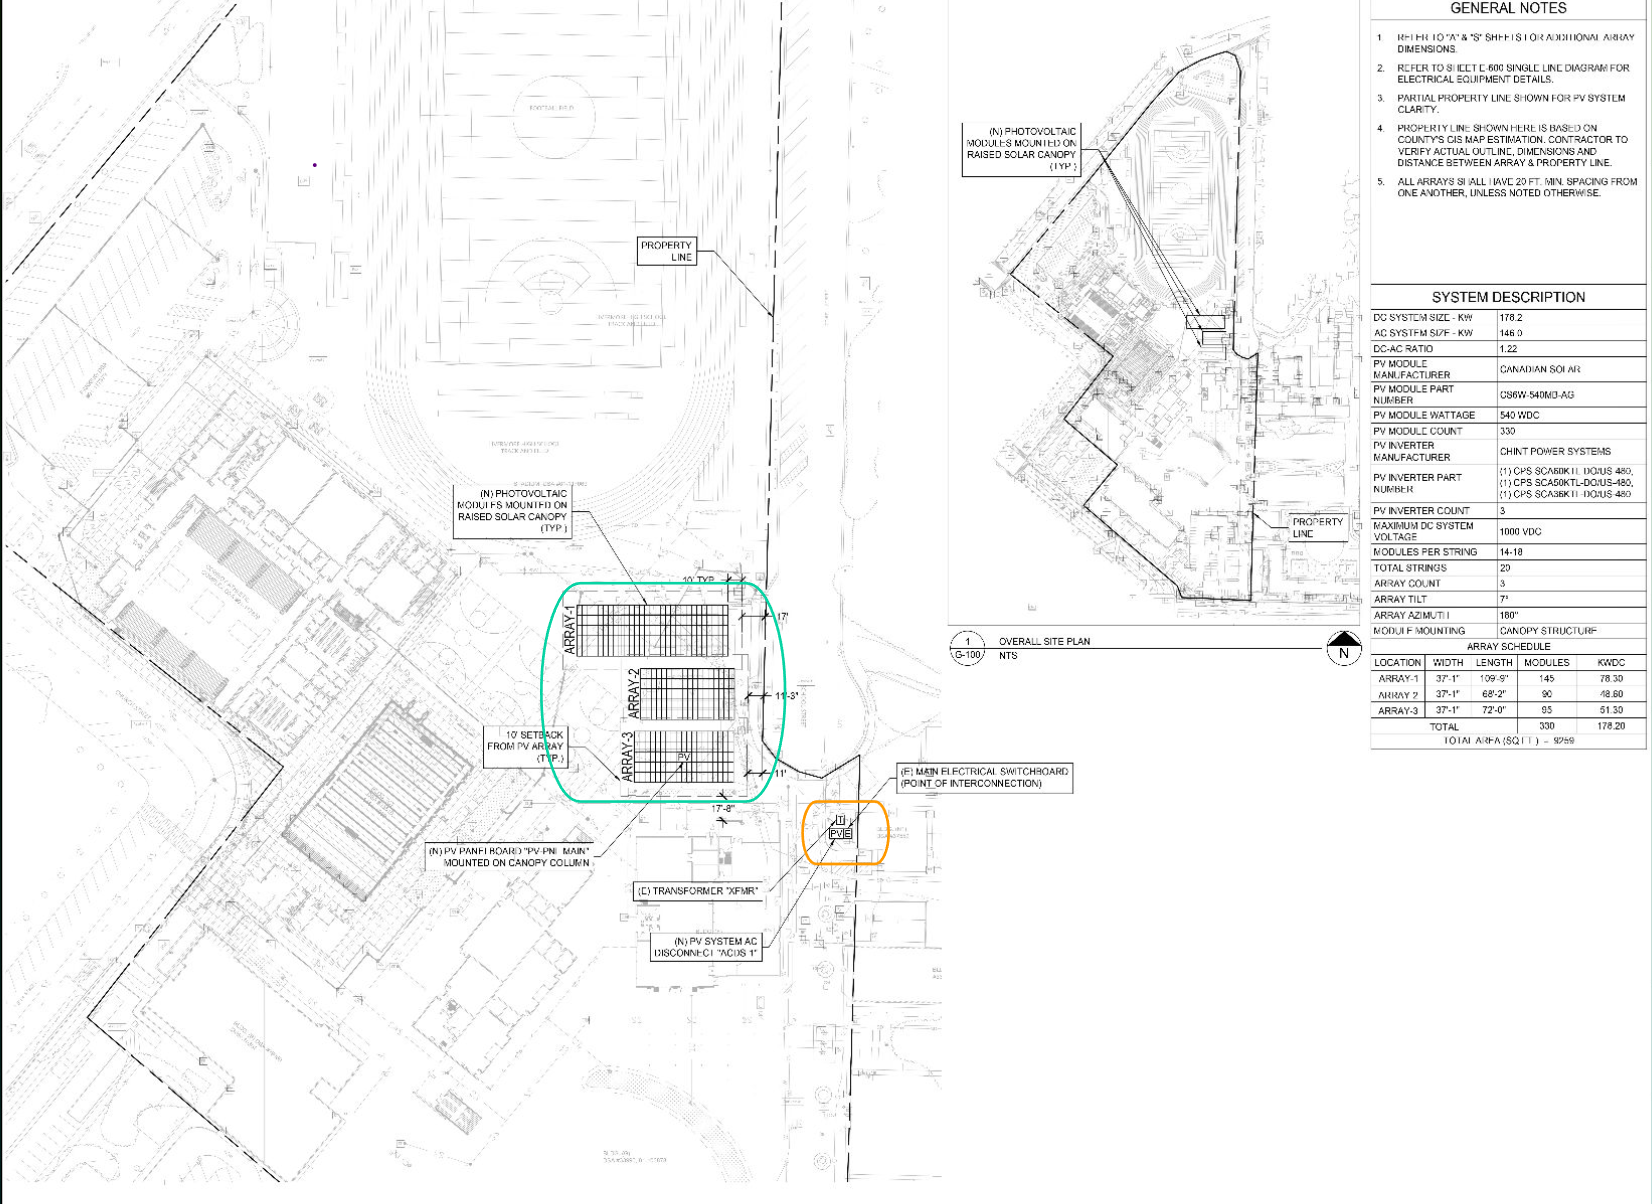 FOOTBALL FIELD
PROPERTY
LINE
LIVERMORE HIGH SCHOOL
TRACK AND FIELD
(N) PHOTOVOLTAIC
MODULES MOUNTED ON
RAISED SOLAR CANOPY
(TYP.)
10' TYP.
ARRAY-1
17'
ARRAY-2
11'-3"
10' SETBACK
FROM PV ARRAY
(TYP.)
ARRAY-3
PV
11'
17'-8"
(E) MAIN ELECTRICAL SWITCHBOARD
(POINT OF INTERCONNECTION)
T
PV E
(N) PV PANELBOARD "PV-PNL MAIN"
MOUNTED ON CANOPY COLUMN
(E) TRANSFORMER "XFMR"
(N) PV SYSTEM AC
DISCONNECT "ACDS 1"
(N) PHOTOVOLTAIC
MODULES MOUNTED ON
RAISED SOLAR CANOPY
(TYP.)
PROPERTY
LINE
1
G-100
OVERALL SITE PLAN
NTS
N
GENERAL NOTES
1. REFER TO "A" & "S" SHEETS FOR ADDITIONAL ARRAY
DIMENSIONS.
2. REFER TO SHEET E-600 SINGLE LINE DIAGRAM FOR
ELECTRICAL EQUIPMENT DETAILS.
3. PARTIAL PROPERTY LINE SHOWN FOR PV SYSTEM
CLARITY.
4. PROPERTY LINE SHOWN HERE IS BASED ON
COUNTY'S GIS MAP ESTIMATION. CONTRACTOR TO
VERIFY ACTUAL OUTLINE, DIMENSIONS AND
DISTANCE BETWEEN ARRAY & PROPERTY LINE.
5. ALL ARRAYS SHALL HAVE 20 FT. MIN. SPACING FROM
ONE ANOTHER, UNLESS NOTED OTHERWISE.
SYSTEM DESCRIPTION
DC SYSTEM SIZE - KW 178.2
AC SYSTEM SIZE - KW 146.0
DC-AC RATIO 1.22
PV MODULE
MANUFACTURER CANADIAN SOLAR
PV MODULE PART
NUMBER CS6W-540MB-AG
PV MODULE WATTAGE 540 WDC
PV MODULE COUNT 330
PV INVERTER
MANUFACTURER CHINT POWER SYSTEMS
PV INVERTER PART
NUMBER
(1) CPS SCA60KTL-DO/US-480,
(1) CPS SCA50KTL-DO/US-480,
(1) CPS SCA36KTL-DO/US-480
PV INVERTER COUNT 3
MAXIMUM DC SYSTEM
VOLTAGE 1000 VDC
MODULES PER STRING 14-18
TOTAL STRINGS 20
ARRAY COUNT 3
ARRAY TILT 7°
ARRAY AZIMUTH 180°
MODULE MOUNTING CANOPY STRUCTURE
ARRAY SCHEDULE
LOCATION WIDTH LENGTH MODULES KWDC
ARRAY-1 37'-1" 109'-9" 145 78.30
ARRAY 2 37'-1" 68'-2" 90 48.60
ARRAY-3 37'-1" 72'-0" 95 51.30
TOTAL 330 178.20
TOTAL AREA (SQ FT.) = 9259